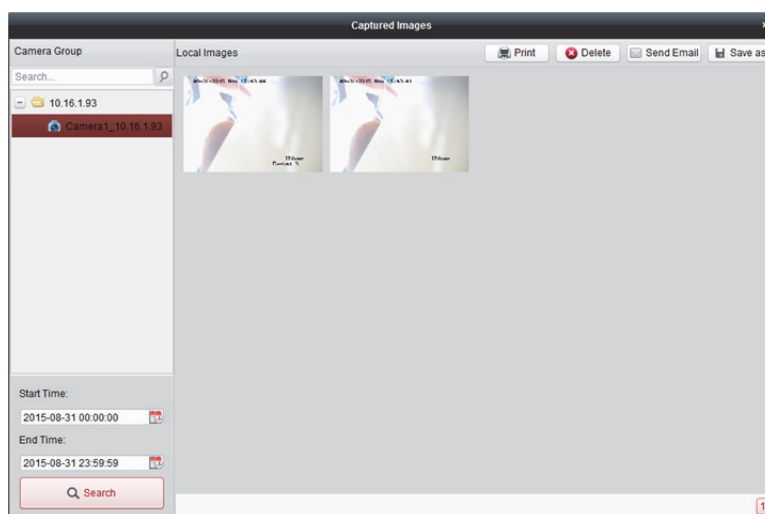 Captured Images
Camera Group
Local Images
Print
Delete
Send Email
Save as
Search...
10.16.1.93
Camera1_10.16.1.93
Start Time:
2015-08-31 00:00:00
End Time:
2015-08-31 23:59:59
Search
1